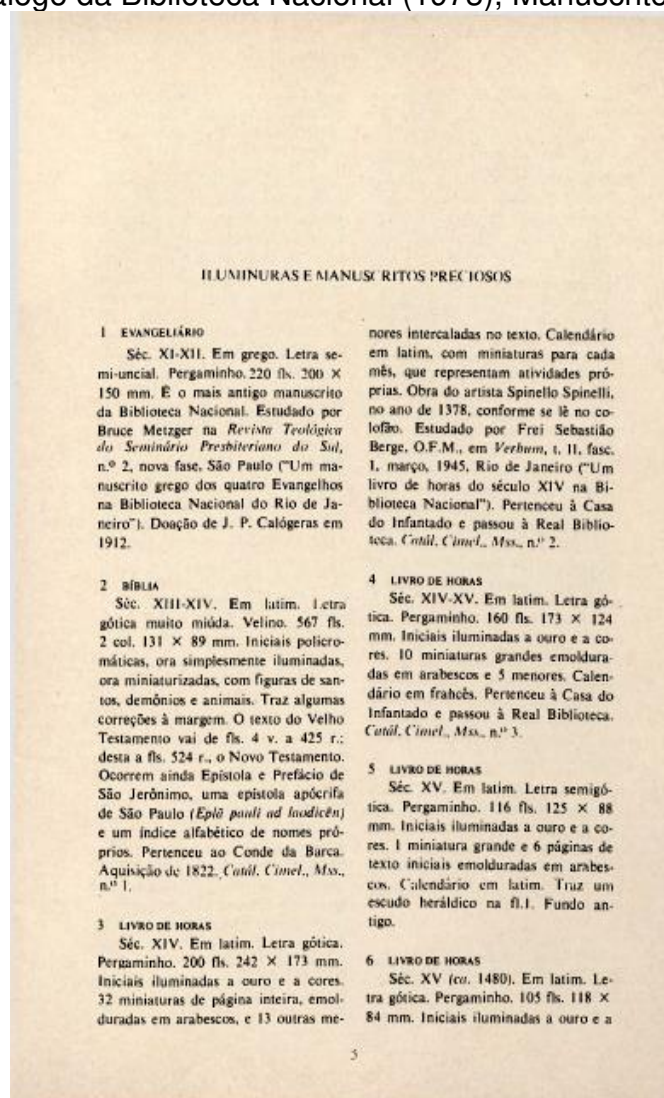 álogo da Biblioteca Nacional (1973), Manuscrito
ILUMINURAS E MANUSCRITOS PRECIOSOS
1 EVANGELIÁRIO
Séc. XI-XII. Em grego. Letra se-
mi-uncial. Pergaminho. 220 fls. 200 ×
150 mm. É o mais antigo manuscrito
da Biblioteca Nacional. Estudado por
Bruce Metzger na Revista Teológica
do Seminário Presbiteriano do Sul,
n.º 2, nova fase, São Paulo ("Um ma-
nuscrito grego dos quatro Evangelhos
na Biblioteca Nacional do Rio de Ja-
neiro"). Doação de J. P. Calógeras em
1912.
2 BÍBLIA
Séc. XIII-XIV. Em latim. Letra
gótica muito miúda. Velino. 567 fls.
2 col. 131 × 89 mm. Iniciais policro-
máticas, ora simplesmente iluminadas,
ora miniaturizadas, com figuras de san-
tos, demônios e animais. Traz algumas
correções à margem. O texto do Velho
Testamento vai de fls. 4 v. a 425 r.;
desta a fls. 524 r., o Novo Testamento.
Ocorrem ainda Epístola e Prefácio de
São Jerônimo, uma epístola apócrifa
de São Paulo (Eplã pauli ad laodicên)
e um índice alfabético de nomes pró-
prios. Pertenceu ao Conde da Barca.
Aquisição de 1822. Catál. Cimel., Mss.,
n.º 1.
3 LIVRO DE HORAS
Séc. XIV. Em latim. Letra gótica.
Pergaminho. 200 fls. 242 × 173 mm.
Iniciais iluminadas a ouro e a cores.
32 miniaturas de página inteira, emol-
duradas em arabescos, e 13 outras me-
nores intercaladas no texto. Calendário
em latim, com miniaturas para cada
mês, que representam atividades pró-
prias. Obra do artista Spinello Spinelli,
no ano de 1378, conforme se lê no co-
lofão. Estudado por Frei Sebastião
Berge, O.F.M., em Verbum, t. II, fasc.
1, março, 1945, Rio de Janeiro ("Um
livro de horas do século XIV na Bi-
blioteca Nacional"). Pertenceu à Casa
do Infantado e passou à Real Biblio-
teca. Catál. Cimel., Mss., n.º 2.
4 LIVRO DE HORAS
Séc. XIV-XV. Em latim. Letra gó-
tica. Pergaminho. 160 fls. 173 × 124
mm. Iniciais iluminadas a ouro e a co-
res. 10 miniaturas grandes emoldura-
das em arabescos e 5 menores. Calen-
dário em francês. Pertenceu à Casa do
Infantado e passou à Real Biblioteca.
Catál. Cimel., Mss., n.º 3.
5 LIVRO DE HORAS
Séc. XV. Em latim. Letra semigó-
tica. Pergaminho. 116 fls. 125 × 88
mm. Iniciais iluminadas a ouro e a co-
res. 1 miniatura grande e 6 páginas de
texto iniciais emolduradas em arabes-
cos. Calendário em latim. Traz um
escudo heráldico na fl.1. Fundo an-
tigo.
6 LIVRO DE HORAS
Séc. XV (ca. 1480). Em latim. Le-
tra gótica. Pergaminho. 105 fls. 118 ×
84 mm. Iniciais iluminadas a ouro e a
5